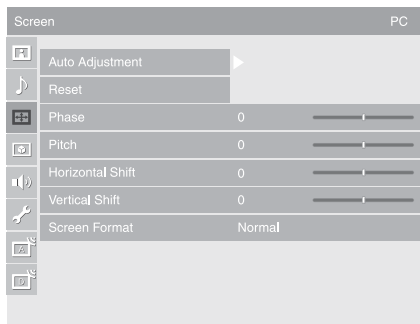 Screen PC
Auto Adjustment
Reset
Phase 0
Pitch 0
Horizontal Shift 0
Vertical Shift 0
Screen Format Normal
A
D